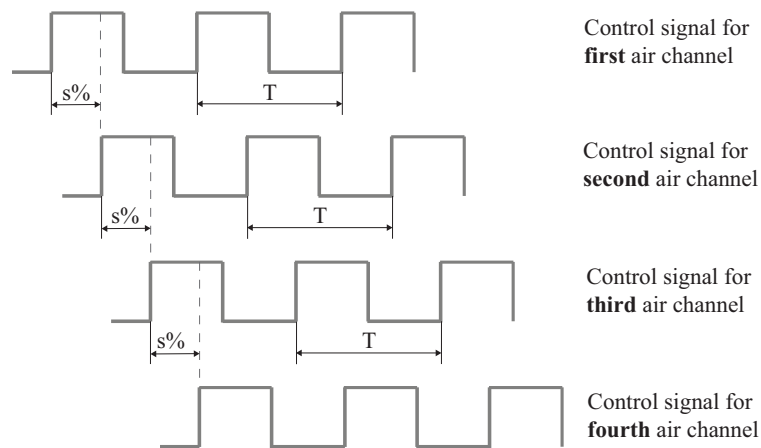 Control signal for
first air channel
s%
T
Control signal for
second air channel
s%
T
Control signal for
third air channel
s%
T
Control signal for
fourth air channel